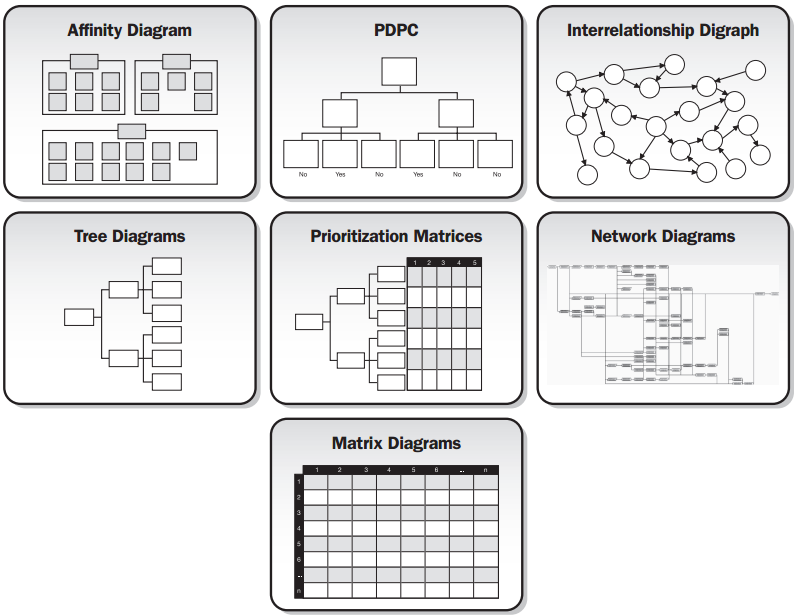 Affinity Diagram
PDPC
No Yes No Yes No No
Interrelationship Digraph
Tree Diagrams
Prioritization Matrices
1 2 3 4 5
Network Diagrams
Matrix Diagrams
1 2 3 4 5 6 ... n
1
2
3
4
5
6
...
n